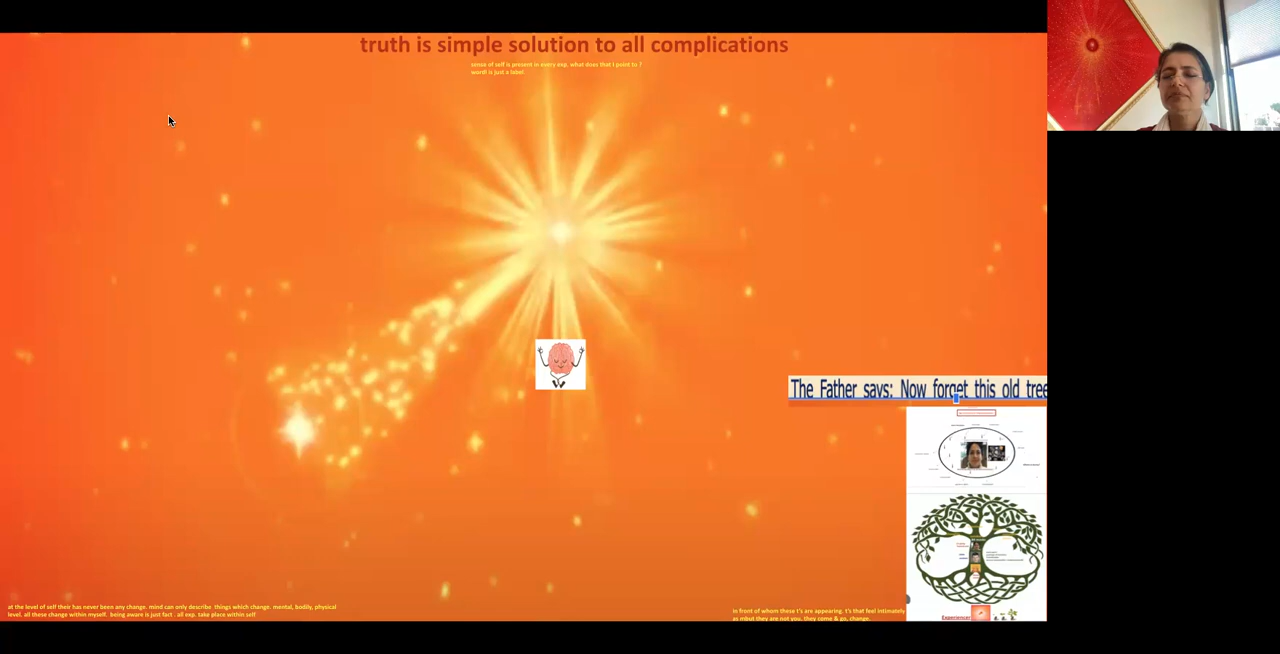 truth is simple solution to all complications
sense of self is present in every exp, what does that I point to ?
word I is just a label
The Father says: Now forget this old tree
at the level of self their has never been any change. mind can only describe things which change. mental, bodily, physical
level. all these change within myself. being aware is just fact . all exp. take place within self
in front of whom these t's are appearing. t's that feel intimately
as mbut they are not you. they come & go, change.
Experiencer